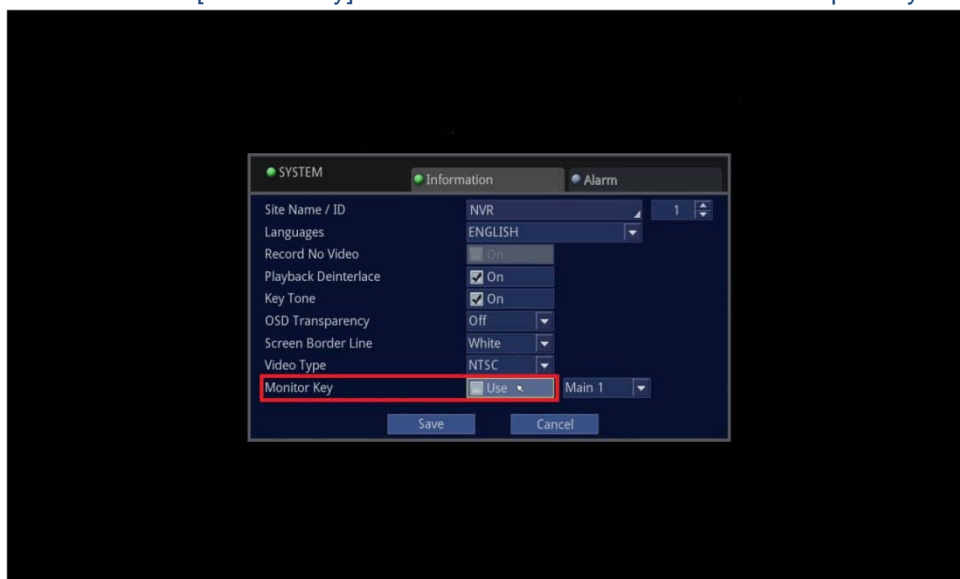 SYSTEM Information Alarm
Site Name / ID NVR 1
Languages ENGLISH
Record No Video On
Playback Deinterlace On
Key Tone On
OSD Transparency Off
Screen Border Line White
Video Type NTSC
Monitor Key Use Main 1
Save Cancel